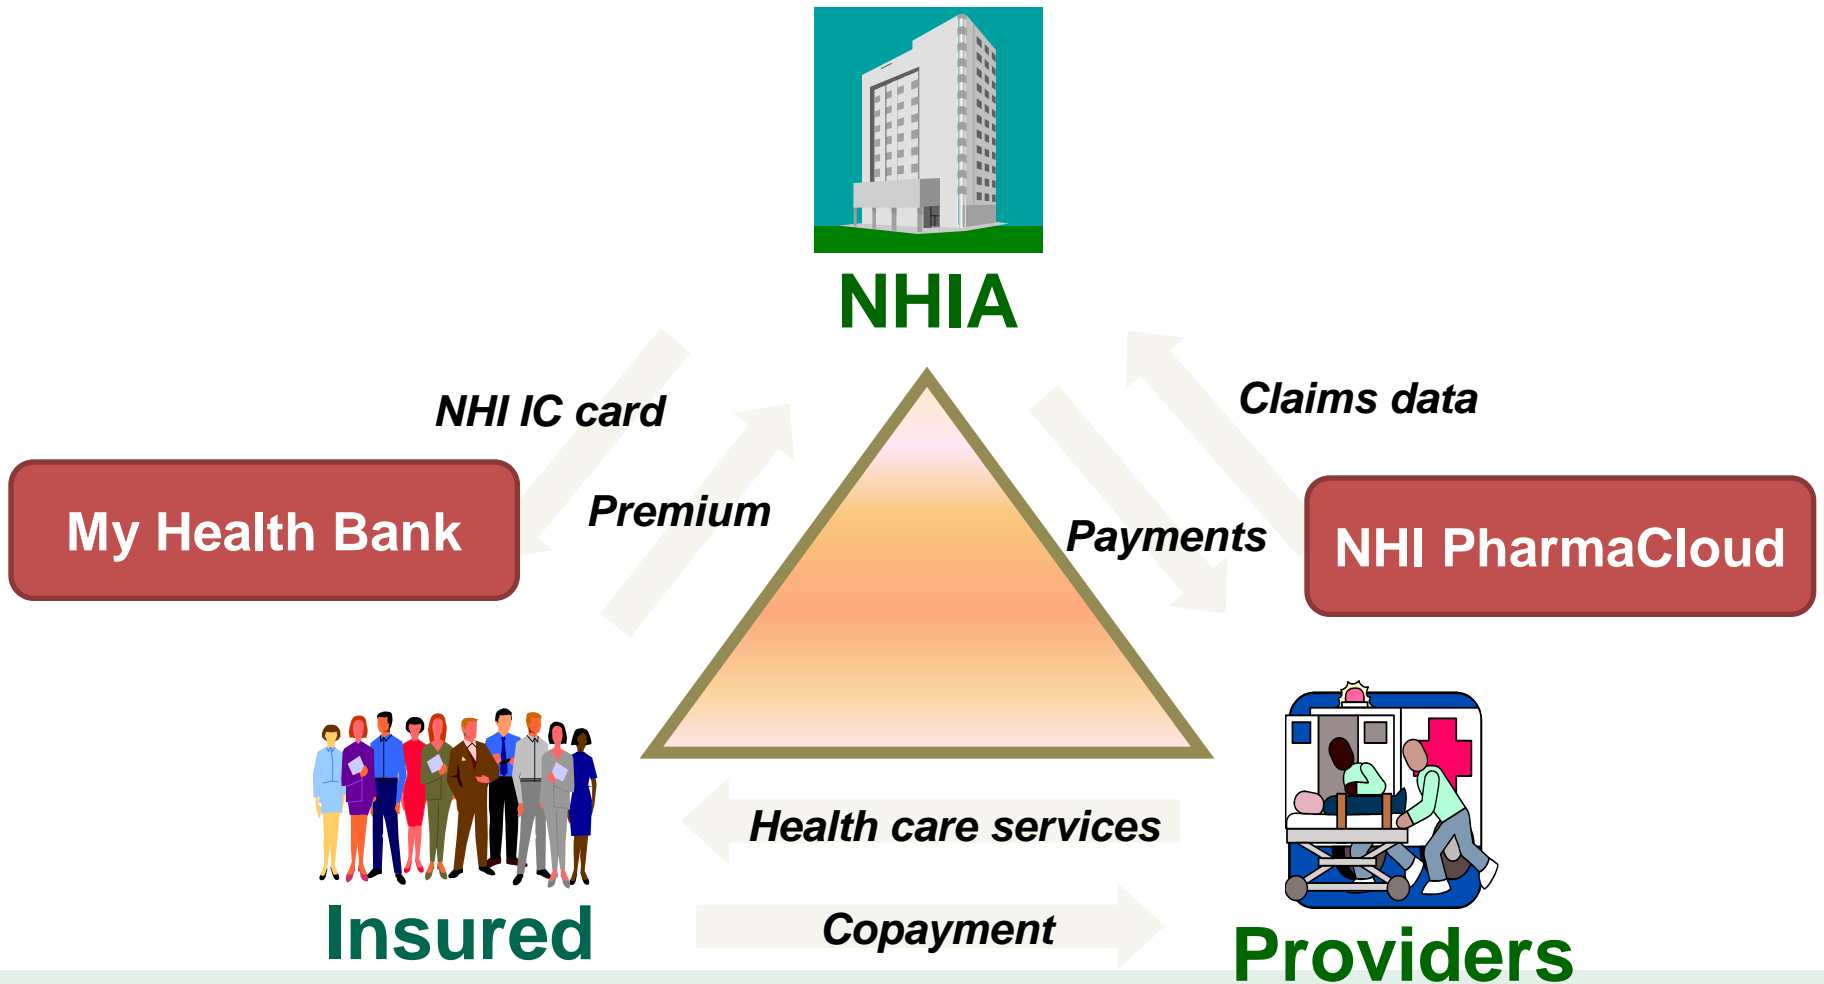 NHIA
NHI IC card
Claims data
My Health Bank
Premium
Payments
NHI PharmaCloud
Health care services
Insured
Copayment
Providers